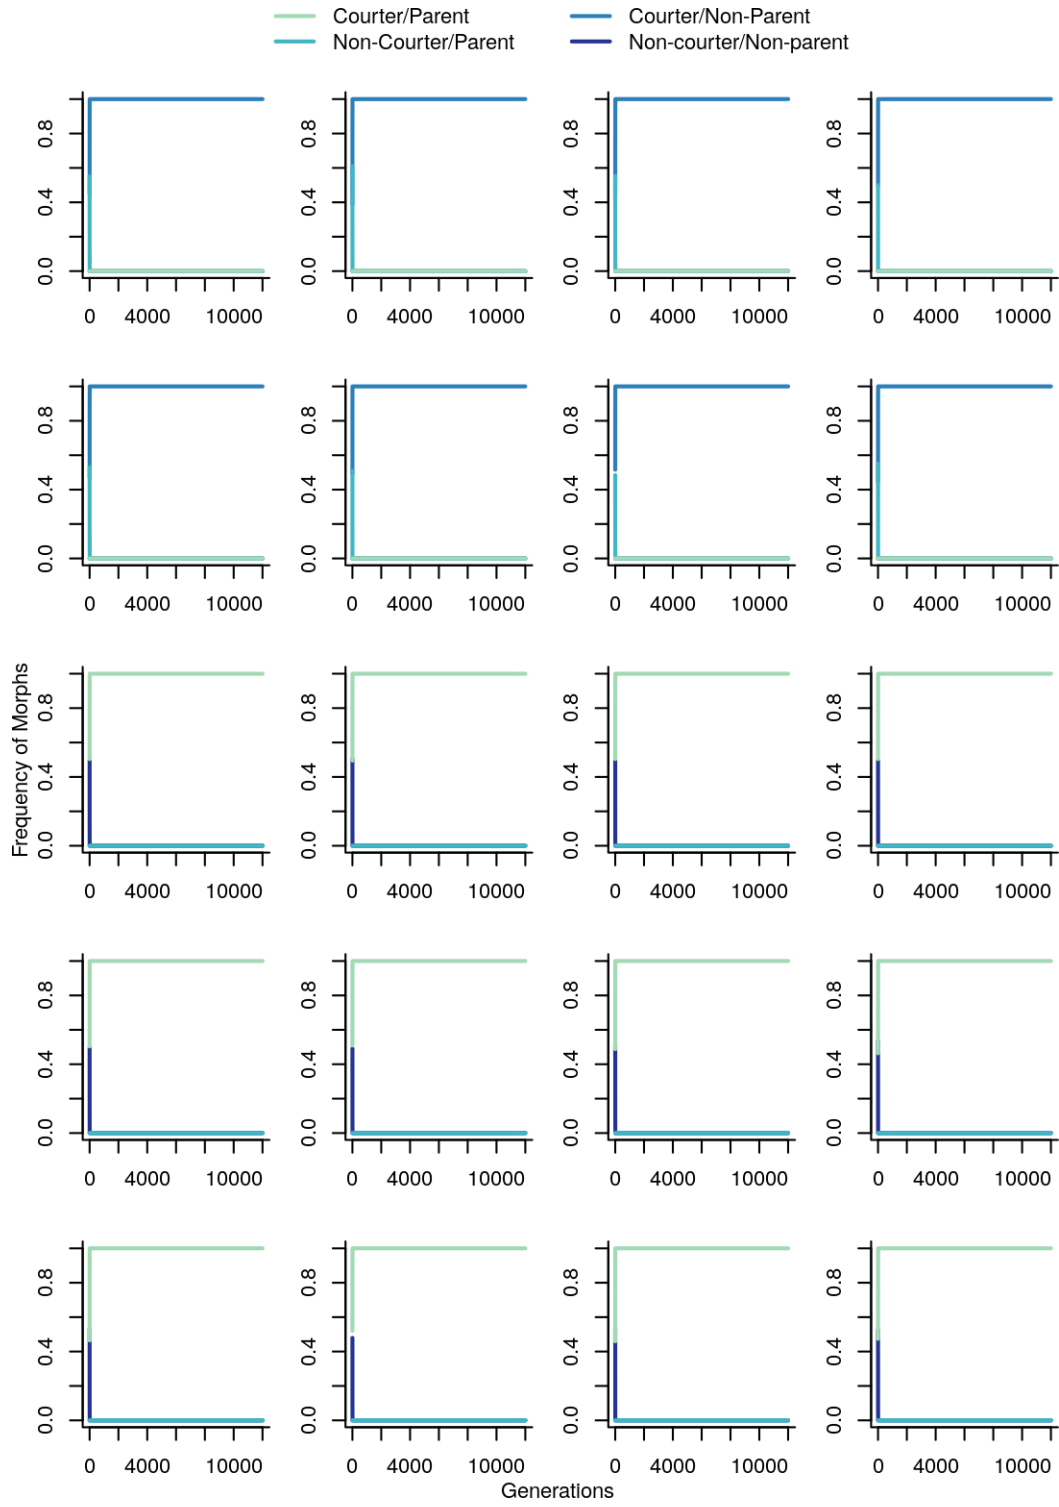 Courter/Parent Courter/Non-Parent
Non-Courter/Parent Non-courter/Non-parent
0.0 0.4 0.8 0.0 0.4 0.8 0.0 0.4 0.8 0.0 0.4 0.8
0 4000 10000 0 4000 10000 0 4000 10000 0 4000 10000
0.0 0.4 0.8 0.0 0.4 0.8 0.0 0.4 0.8 0.0 0.4 0.8
0 4000 10000 0 4000 10000 0 4000 10000 0 4000 10000
Frequency of Morphs
0.0 0.4 0.8 0.0 0.4 0.8 0.0 0.4 0.8 0.0 0.4 0.8
0 4000 10000 0 4000 10000 0 4000 10000 0 4000 10000
0.0 0.4 0.8 0.0 0.4 0.8 0.0 0.4 0.8 0.0 0.4 0.8
0 4000 10000 0 4000 10000 0 4000 10000 0 4000 10000
0.0 0.4 0.8 0.0 0.4 0.8 0.0 0.4 0.8 0.0 0.4 0.8
0 4000 10000 0 4000 10000 0 4000 10000 0 4000 10000
Generations